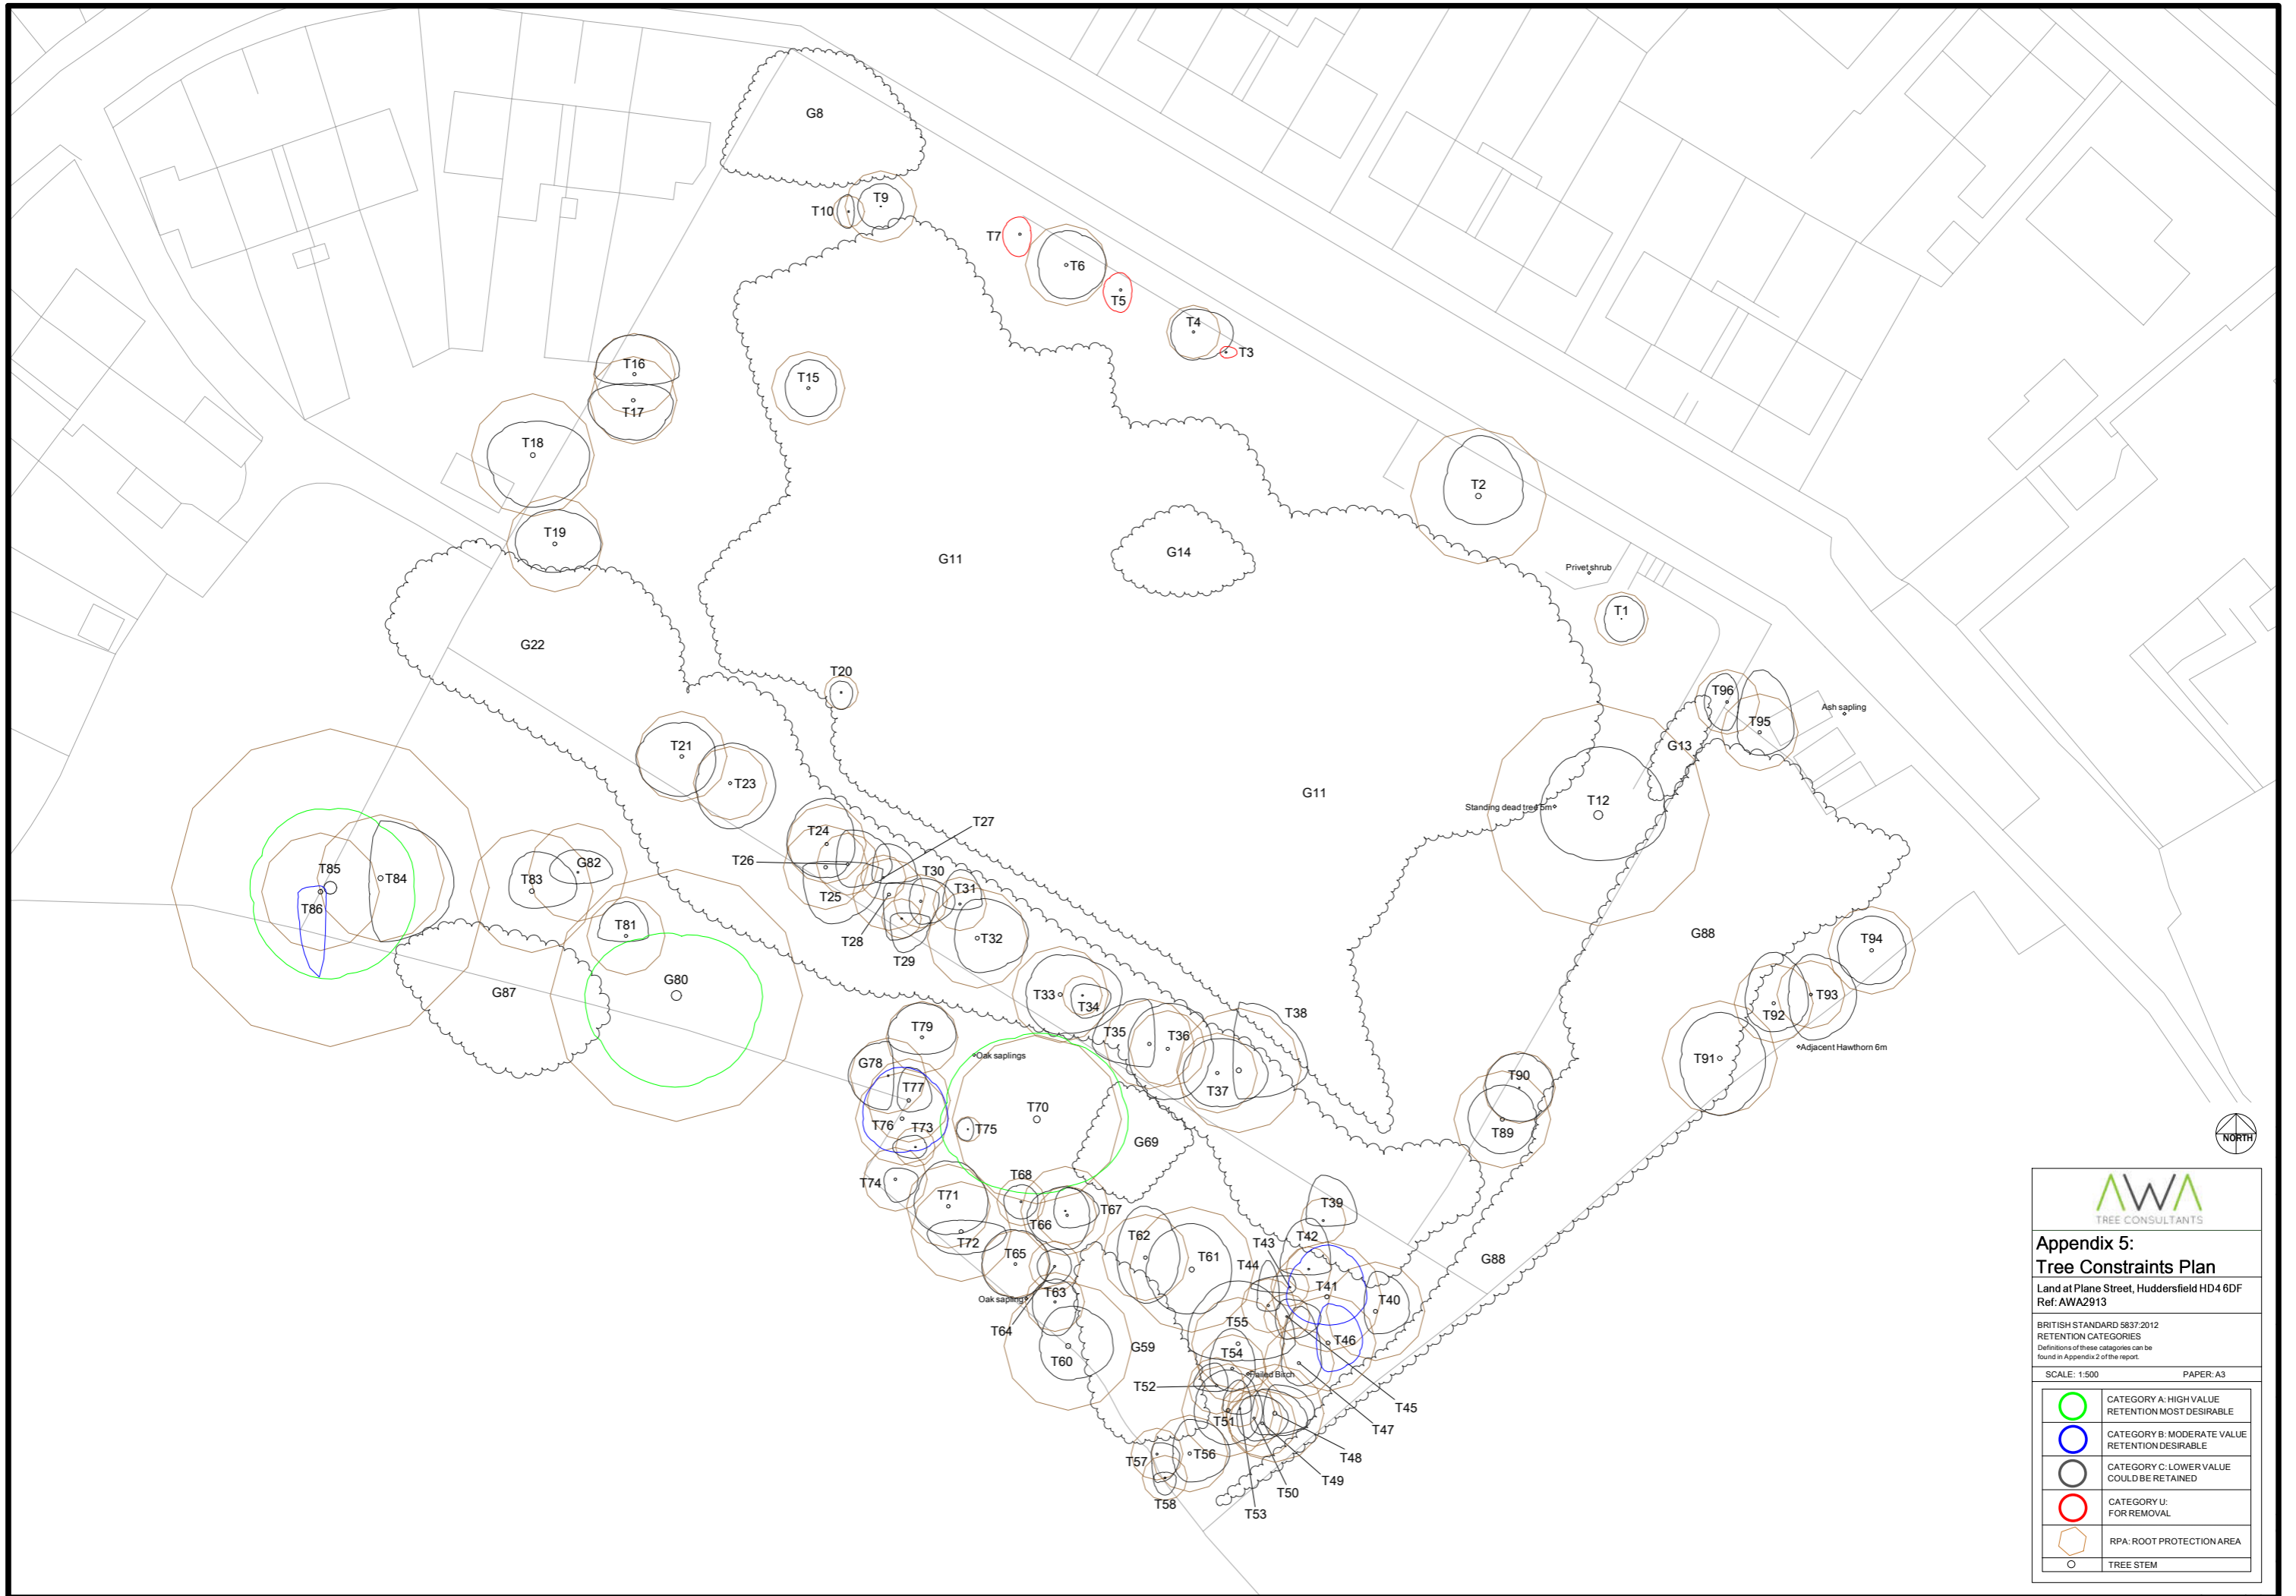 G8
T9
T10
T7
T6
T5
T4
T3
T16
T15
T17
T18
T2
T19
G14
G11
Privet shrub
T1
G22
T20
T96
Ash sapling
T95
T21
G13
T23
G11
T12
Standing dead tree 5m
T27
T24
T26
T30
T85
G82
T84
T83
T31
T25
T86
T81
G88
T28
T32
T94
T29
G80
G87
T33
T34
T93
T92
T38
T79
T35
T36
Adjacent Hawthorn 6m
Oak saplings
T91
G78
T37
T90
T77
T70
T76
T73
T75
T89
G69
NORTH
T74
T68
T71
T39
T67
T66
T72
T43
T42
T62
T65
T61
G88
T44
T41
T63
T40
Oak sapling
T55
T64
T46
G59
T54
T60
Failed Birch
T52
T45
T51
T47
T56
T48
T57
T49
T50
T58
T53
AWA
TREE CONSULTANTS
Appendix 5:
Tree Constraints Plan
Land at Plane Street, Huddersfield HD4 6DF
Ref: AWA2913
BRITISH STANDARD 5837:2012
RETENTION CATEGORIES
Definitions of these catagories can be
found in Appendix 2 of the report.
SCALE: 1:500 PAPER: A3
CATEGORY A: HIGH VALUE
RETENTION MOST DESIRABLE
CATEGORY B: MODERATE VALUE
RETENTION DESIRABLE
CATEGORY C: LOWER VALUE
COULD BE RETAINED
CATEGORY U:
FOR REMOVAL
RPA: ROOT PROTECTION AREA
TREE STEM